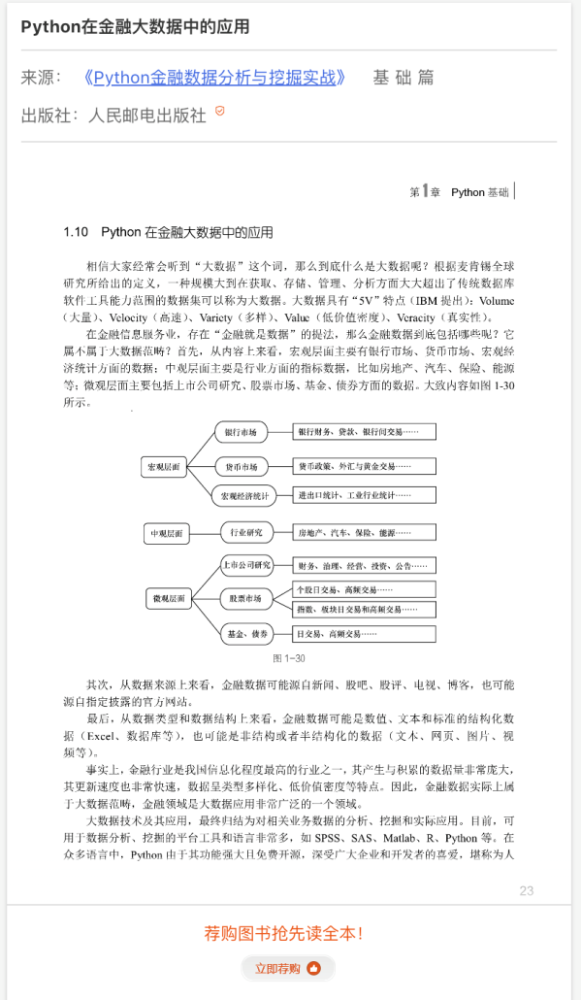 Python在金融大数据中的应用
来源： 《Python金融数据分析与挖掘实战》 基 础 篇
出版社：人民邮电出版社
第1章 Python 基础
1.10 Python 在金融大数据中的应用
相信大家经常会听到“大数据”这个词，那么到底什么是大数据呢？根据麦肯锡全球
研究所给出的定义，一种规模大到在获取、存储、管理、分析方面大大超出了传统数据库
软件工具能力范围的数据集可以称为大数据。大数据具有“5V”特点（IBM 提出）：Volume
（大量）、Velocity（高速）、Variety（多样）、Value（低价值密度）、Veracity（真实性）。
在金融信息服务业，存在“金融就是数据”的提法，那么金融数据到底包括哪些呢？它
属不属于大数据范畴？首先，从内容上来看，宏观层面主要有银行市场、货币市场、宏观经
济统计方面的数据；中观层面主要是行业方面的指标数据，比如房地产、汽车、保险、能源
等；微观层面主要包括上市公司研究、股票市场、基金、债券方面的数据。大致内容如图 1-30
所示。
银行市场 银行财务、贷款、银行间交易……
宏观层面 货币市场 货币政策、外汇与黄金交易……
宏观经济统计 进出口统计、工业行业统计……
中观层面 行业研究 房地产、汽车、保险、能源……
上市公司研究 财务、治理、经营、投资、公告……
个股日交易、高频交易……
微观层面 股票市场
指数、板块日交易和高频交易……
基金、债券 日交易、高频交易……
图 1-30
其次，从数据来源上来看，金融数据可能源自新闻、股吧、股评、电视、博客，也可能
源自指定披露的官方网站。
最后，从数据类型和数据结构上来看，金融数据可能是数值、文本和标准的结构化数
据（Excel、数据库等），也可能是非结构或者半结构化的数据（文本、网页、图片、视
频等）。
事实上，金融行业是我国信息化程度最高的行业之一，其产生与积累的数据量非常庞大，
其更新速度也非常快速，数据呈类型多样化、低价值密度等特点。因此，金融数据实际上属
于大数据范畴，金融领域是大数据应用非常广泛的一个领域。
大数据技术及其应用，最终归结为对相关业务数据的分析、挖掘和实际应用。目前，可
用于数据分析、挖掘的平台工具和语言非常多，如 SPSS、SAS、Matlab、R、Python 等。在
众多语言中，Python 由于其功能强大且免费开源，深受广大企业和开发者的喜爱，堪称为人
23
荐购图书抢先读全本！
立即荐购